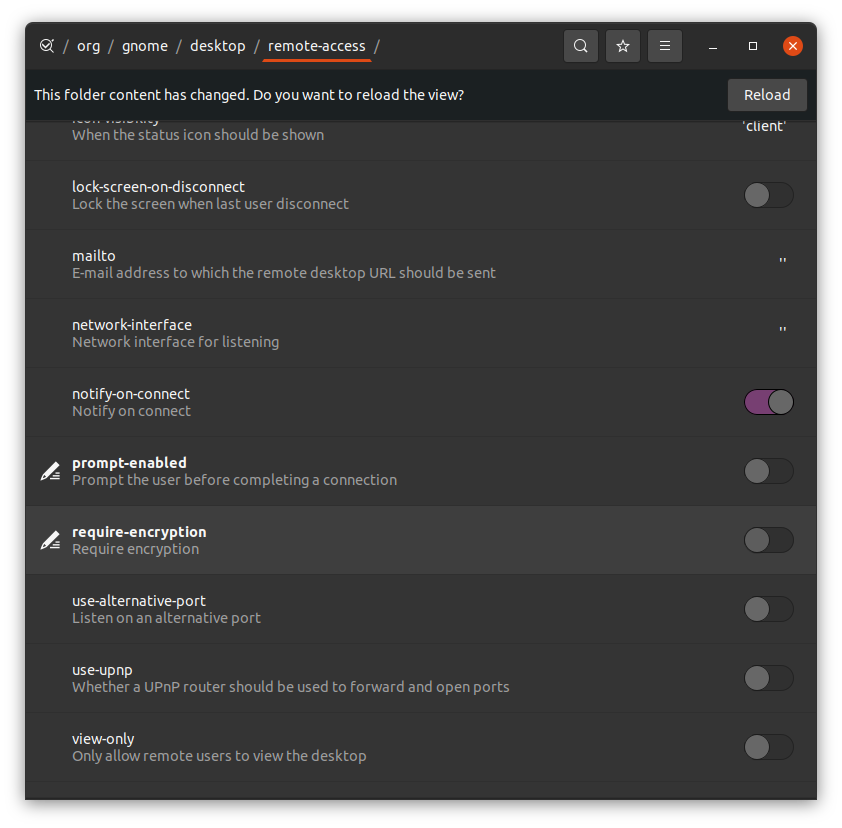 / org / gnome / desktop / remote-access /
This folder content has changed. Do you want to reload the view? Reload
icon-visibility
When the status icon should be shown 'client'
lock-screen-on-disconnect
Lock the screen when last user disconnect
mailto
E-mail address to which the remote desktop URL should be sent ''
network-interface
Network interface for listening ''
notify-on-connect
Notify on connect
prompt-enabled
Prompt the user before completing a connection
require-encryption
Require encryption
use-alternative-port
Listen on an alternative port
use-upnp
Whether a UPnP router should be used to forward and open ports
view-only
Only allow remote users to view the desktop